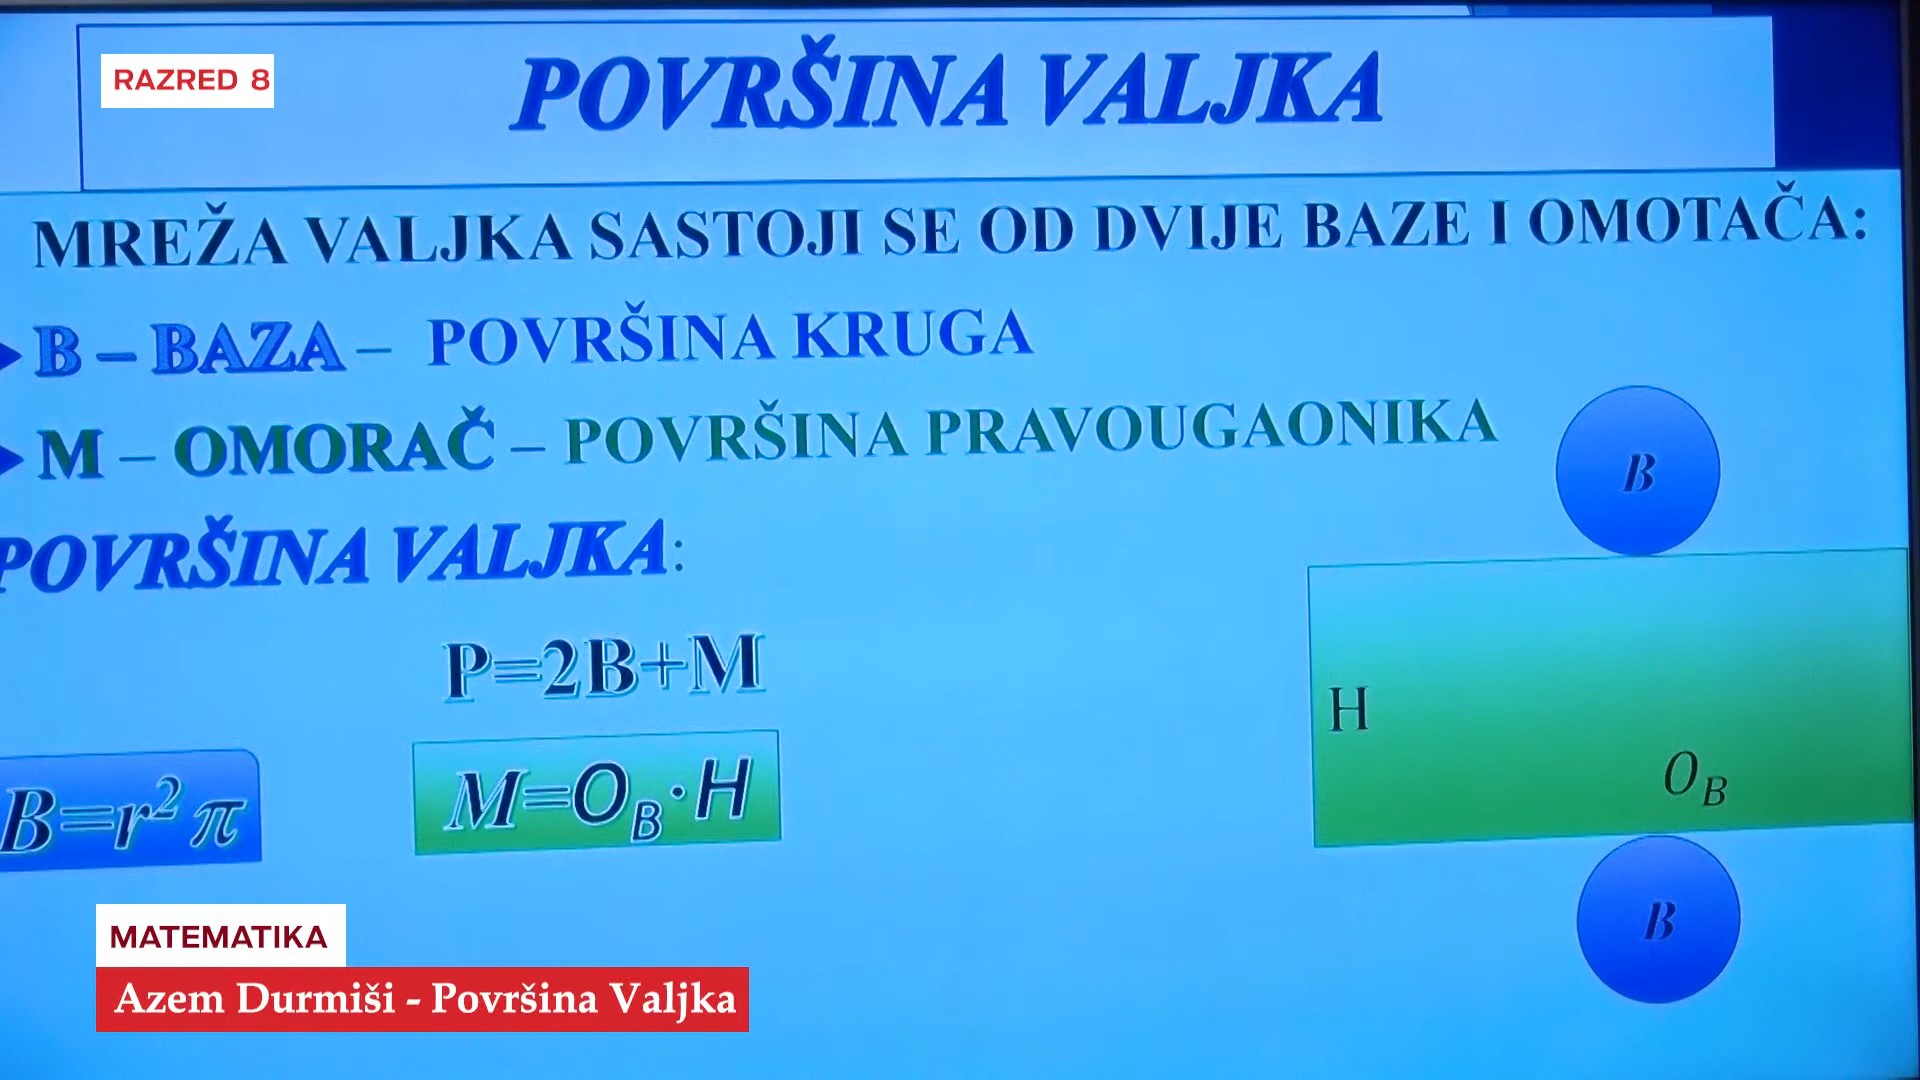 RAZRED 8
POVRŠINA VALJKA
MREŽA VALJKA SASTOJI SE OD DVIJE BAZE I OMOTAČA:
B – BAZA – POVRŠINA KRUGA
M – OMORAČ – POVRŠINA PRAVOUGAONIKA
B
POVRŠINA VALJKA:
P=2B+M
H
O_B
B=r² π
M=O_B·H
B
MATEMATIKA
Azem Durmiši - Površina Valjka